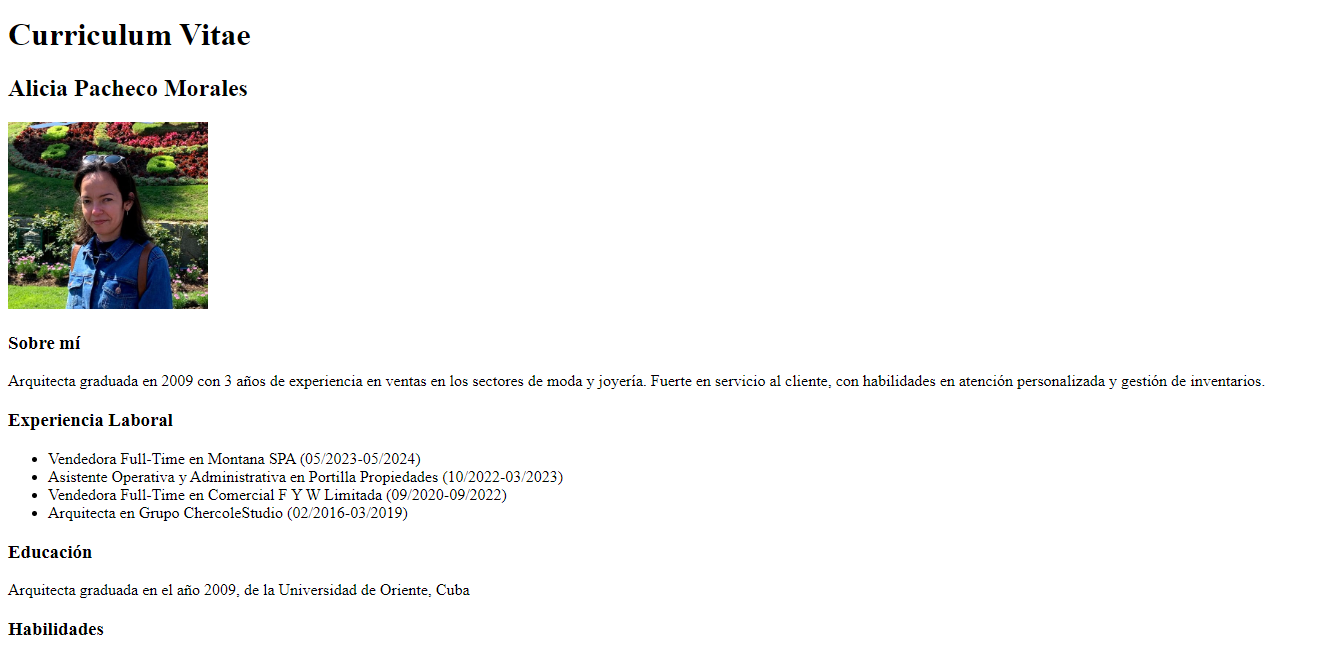 Curriculum Vitae
Alicia Pacheco Morales
Sobre mí
Arquitecta graduada en 2009 con 3 años de experiencia en ventas en los sectores de moda y joyería. Fuerte en servicio al cliente, con habilidades en atención personalizada y gestión de inventarios.
Experiencia Laboral
• Vendedora Full-Time en Montana SPA (05/2023-05/2024)
• Asistente Operativa y Administrativa en Portilla Propiedades (10/2022-03/2023)
• Vendedora Full-Time en Comercial F Y W Limitada (09/2020-09/2022)
• Arquitecta en Grupo ChercoleStudio (02/2016-03/2019)
Educación
Arquitecta graduada en el año 2009, de la Universidad de Oriente, Cuba
Habilidades